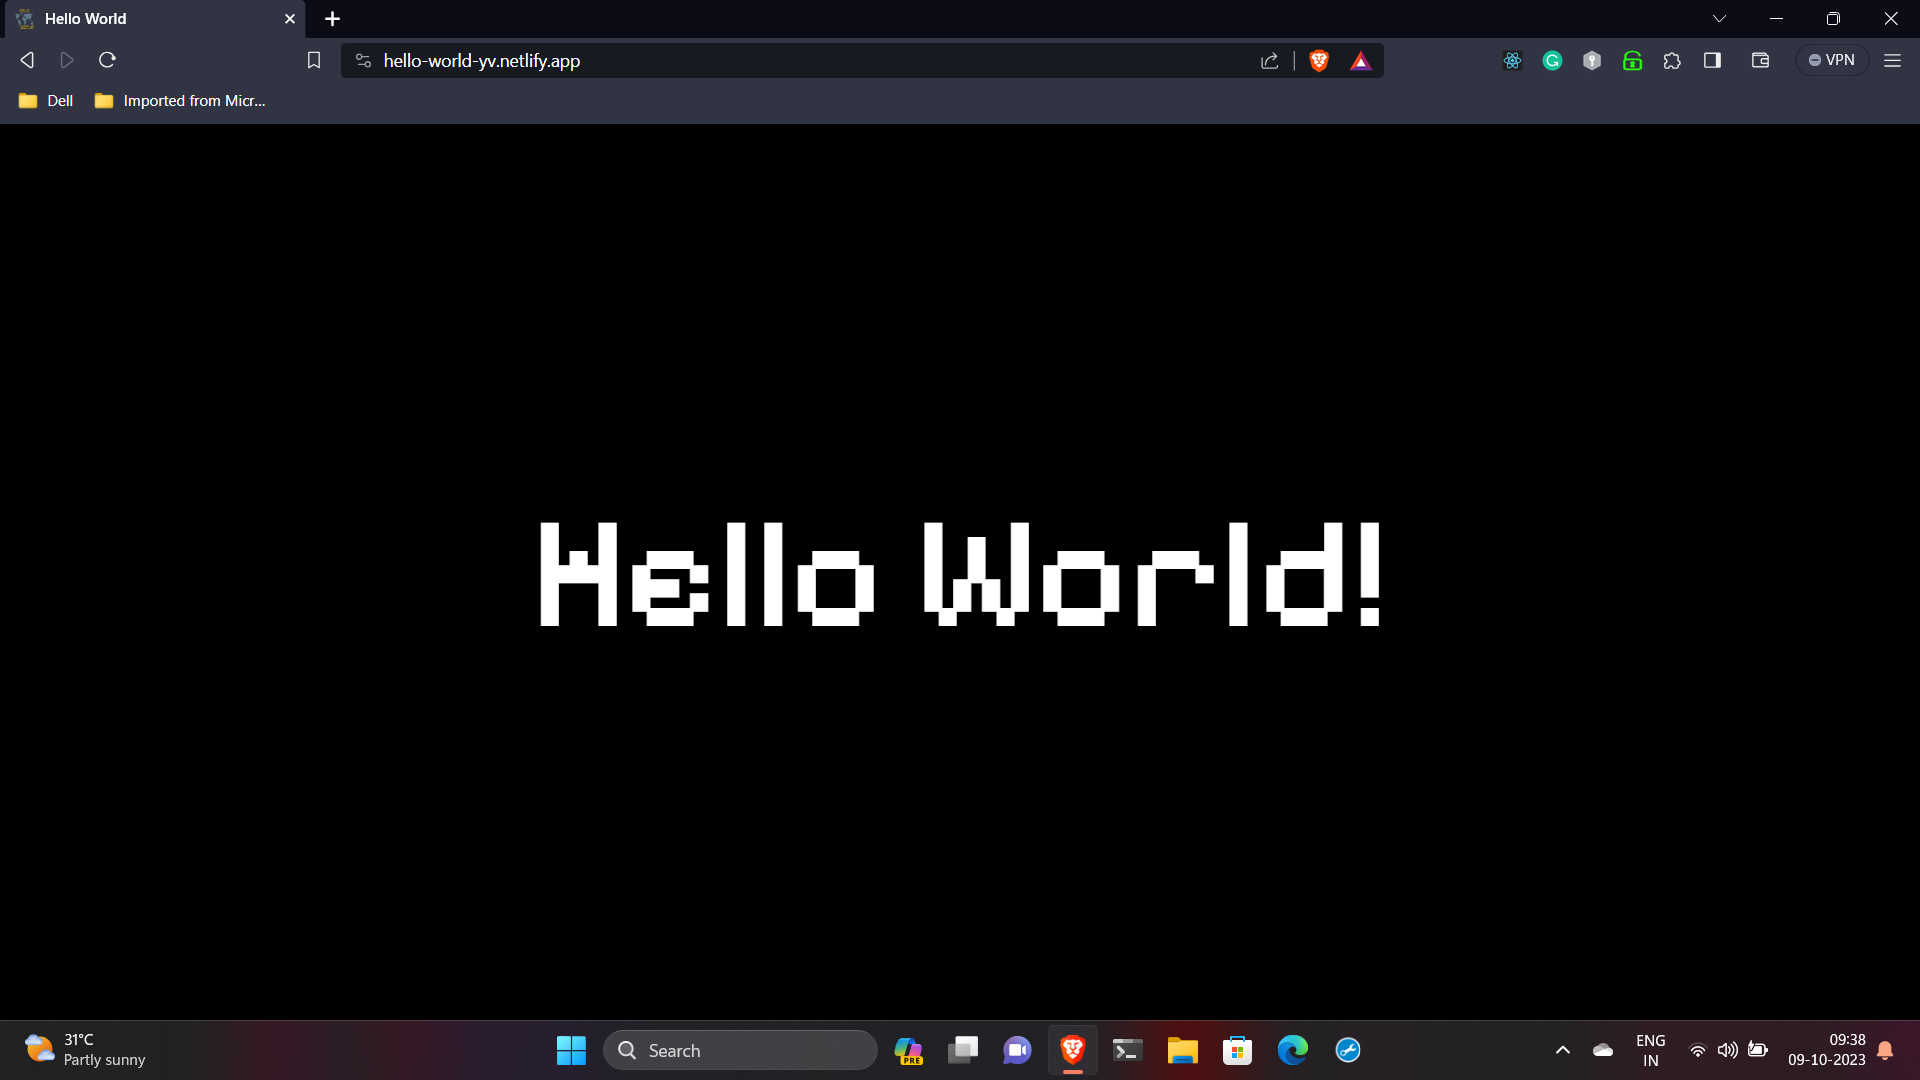 Hello World
hello-world-yv.netlify.app
VPN
Dell
Imported from Micr...
Hello World!
31°C
Partly sunny
Search
PRE
ENG
IN
09:38
09-10-2023